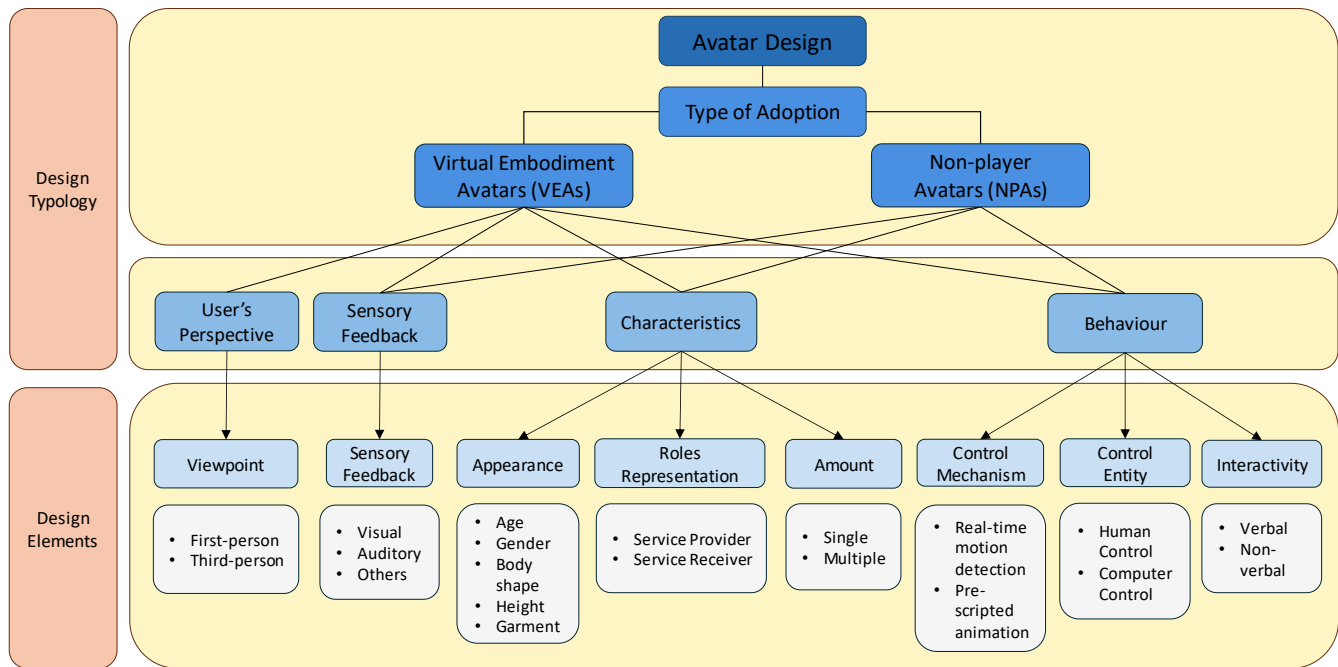 Avatar Design
Type of Adoption
Virtual Embodiment
Avatars (VEAs)
Non-player
Avatars (NPAs)
Design
Typology
User’s
Perspective
Sensory
Feedback
Characteristics
Behaviour
Design
Elements
Viewpoint
Sensory
Feedback
Appearance
Roles
Representation
Amount
Control
Mechanism
Control
Entity
Interactivity
• First-person
• Third-person
• Visual
• Auditory
• Others
• Age
• Gender
• Body
shape
• Height
• Garment
• Service Provider
• Service Receiver
• Single
• Multiple
• Real-time
motion
detection
• Pre-
scripted
animation
• Human
Control
• Computer
Control
• Verbal
• Non-
verbal